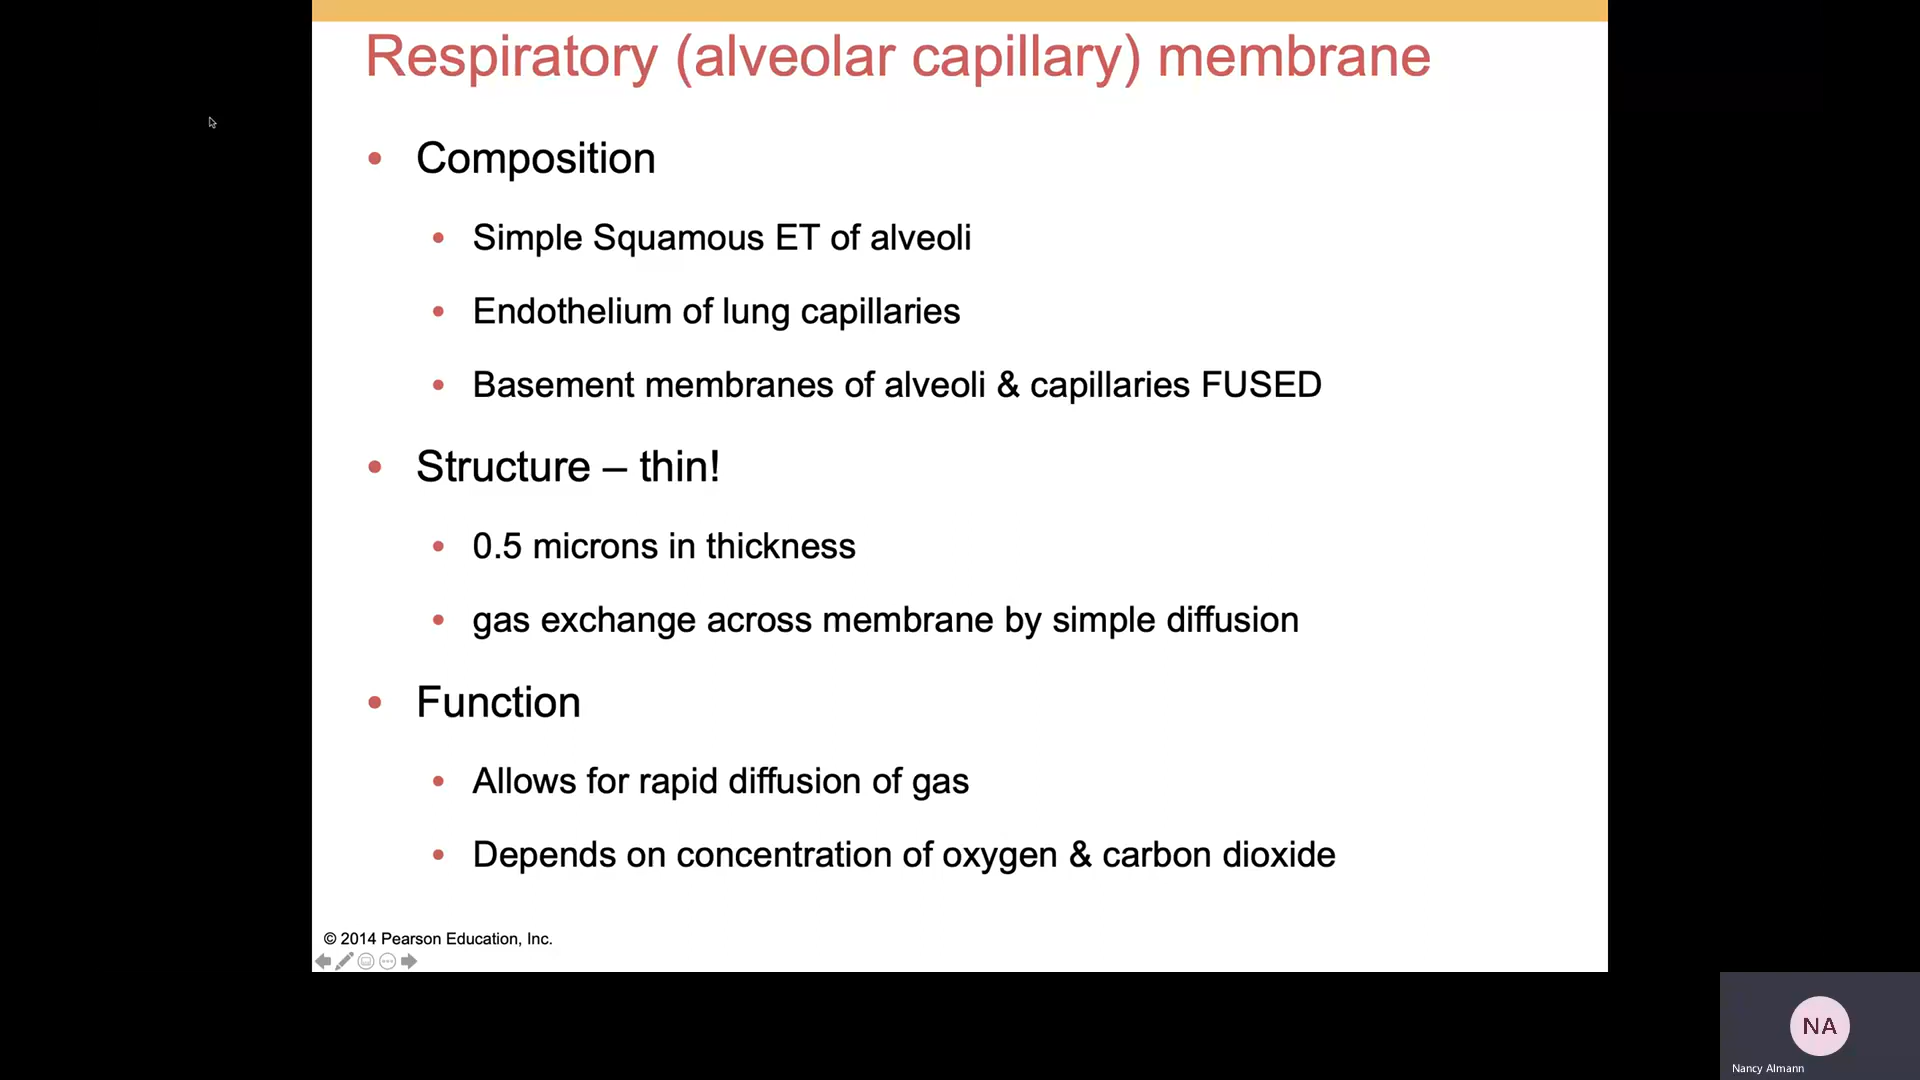 Respiratory (alveolar capillary) membrane
• Composition
• Simple Squamous ET of alveoli
• Endothelium of lung capillaries
• Basement membranes of alveoli & capillaries FUSED
• Structure – thin!
• 0.5 microns in thickness
• gas exchange across membrane by simple diffusion
• Function
• Allows for rapid diffusion of gas
• Depends on concentration of oxygen & carbon dioxide
© 2014 Pearson Education, Inc.
NA
Nancy Almann